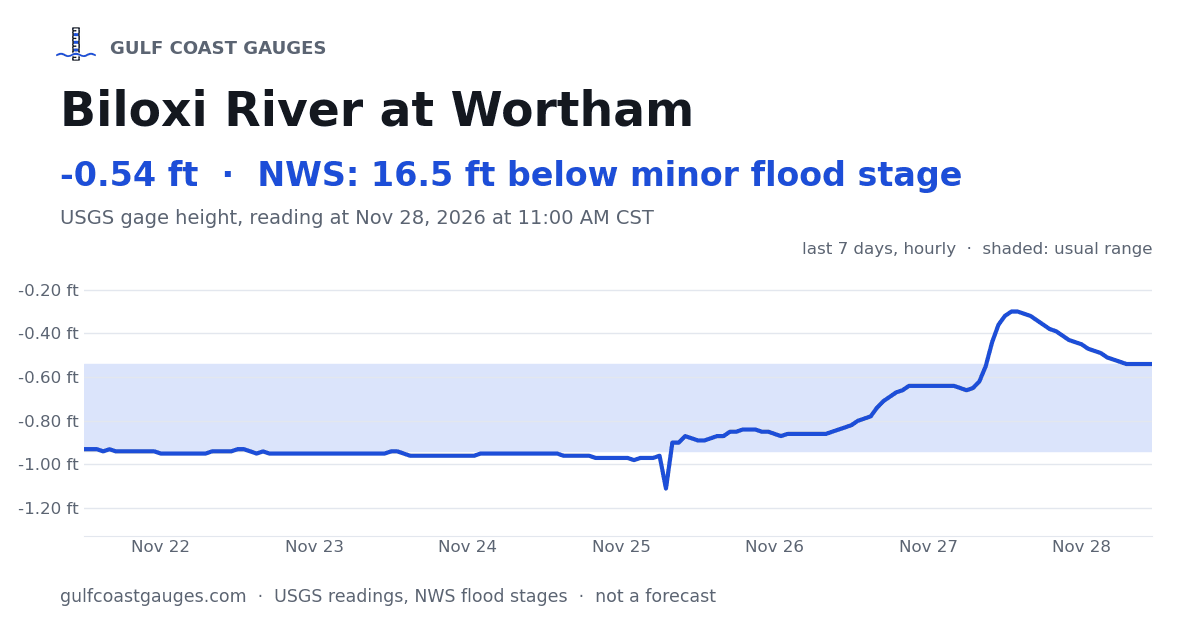 GULF COAST GAUGES
Biloxi River at Wortham
-0.54 ft · NWS: 16.5 ft below minor flood stage
USGS gage height, reading at Nov 28, 2026 at 11:00 AM CST
last 7 days, hourly · shaded: usual range
-0.20 ft
-0.40 ft
-0.60 ft
-0.80 ft
-1.00 ft
-1.20 ft
Nov 22 Nov 23 Nov 24 Nov 25 Nov 26 Nov 27 Nov 28
gulfcoastgauges.com · USGS readings, NWS flood stages · not a forecast